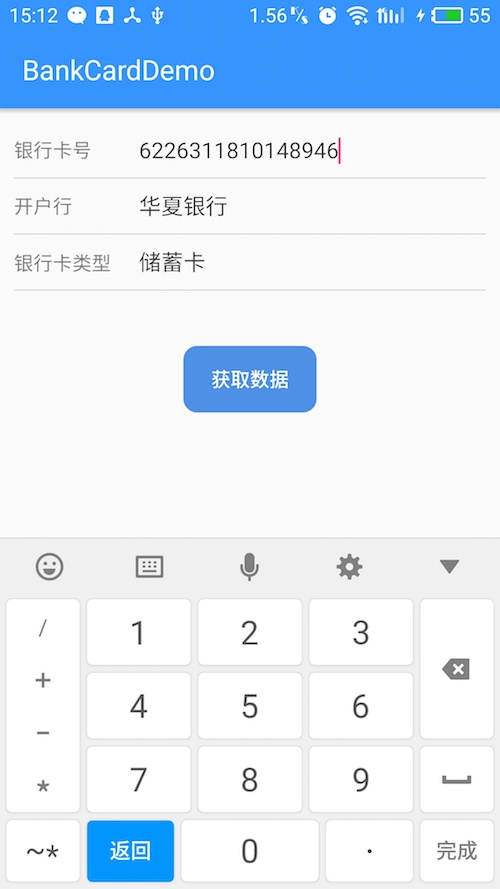 15:12 1.56 K/s 55
BankCardDemo
银行卡号 6226311810148946
开户行 华夏银行
银行卡类型 储蓄卡
获取数据
/ 1 2 3
+
4 5 6
-
7 8 9
*
~* 返回 0 . 完成